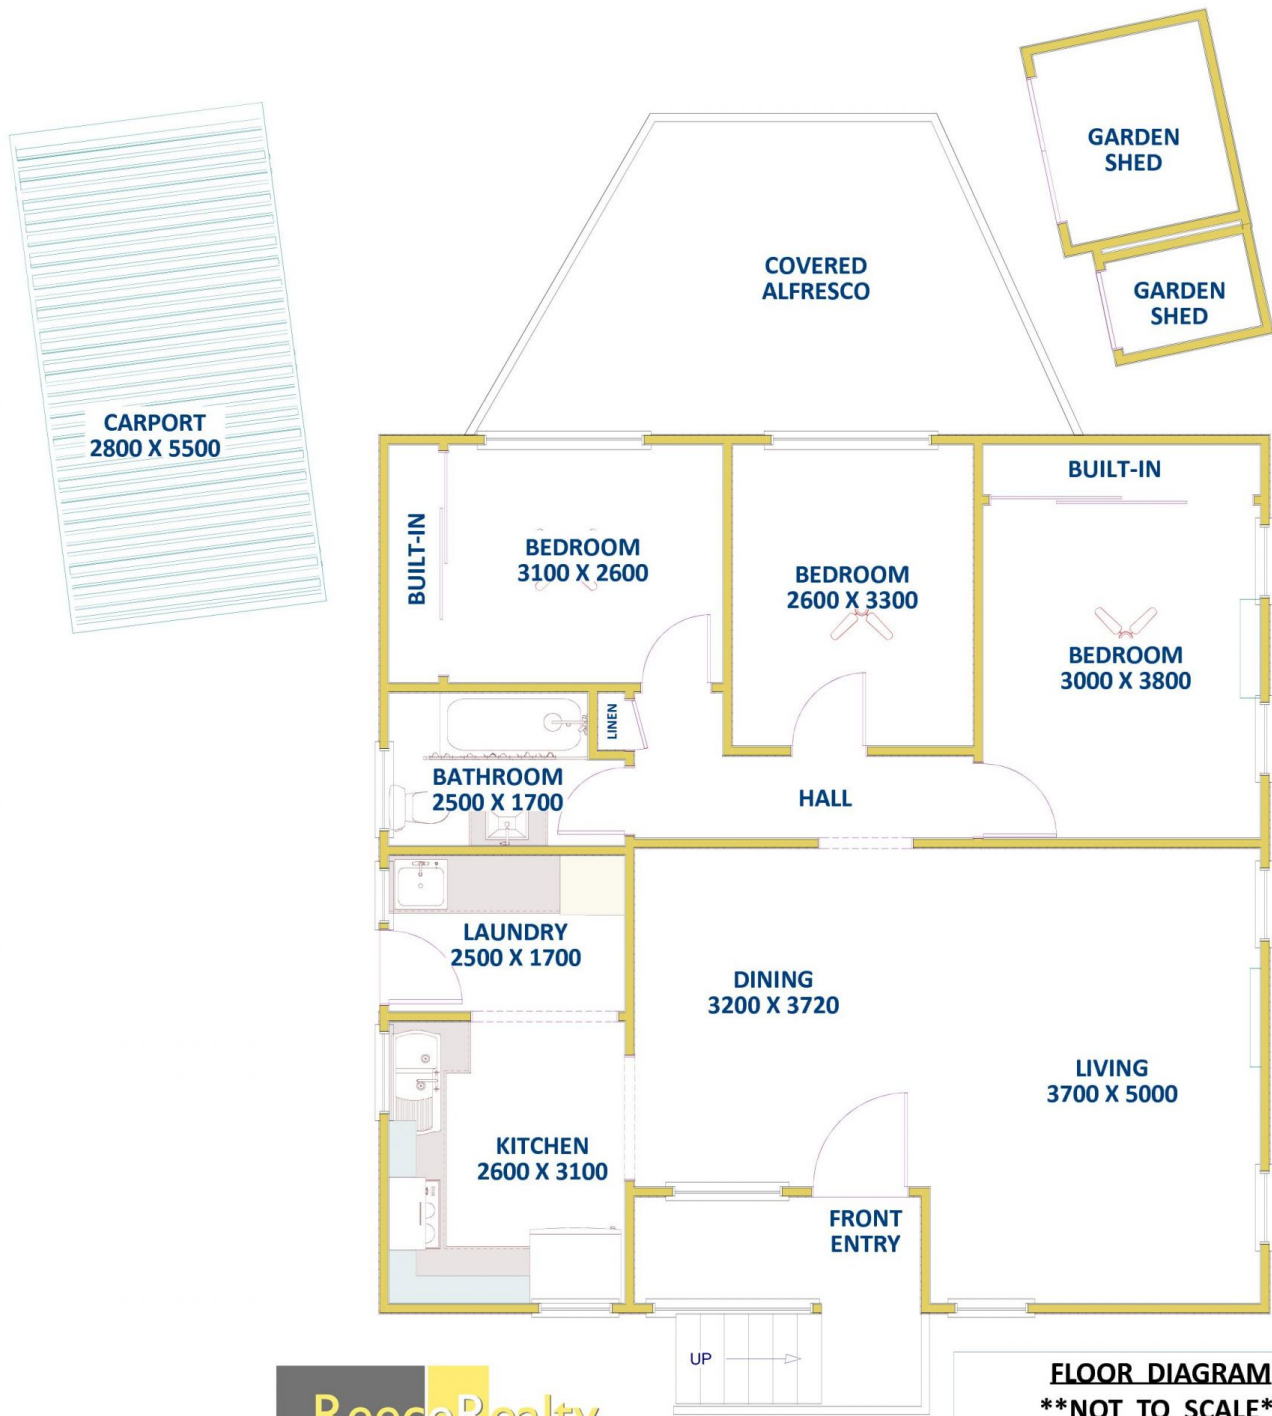 GARDEN
SHED
COVERED
ALFRESCO
GARDEN
SHED
CARPORT
2800 X 5500
BUILT-IN
BUILT-IN
BEDROOM
3100 X 2600
BEDROOM
2600 X 3300
BEDROOM
3000 X 3800
LINEN
BATHROOM
2500 X 1700
HALL
LAUNDRY
2500 X 1700
DINING
3200 X 3720
LIVING
3700 X 5000
KITCHEN
2600 X 3100
FRONT
ENTRY
UP
ReeceRealty
FLOOR DIAGRAM
**NOT TO SCALE*